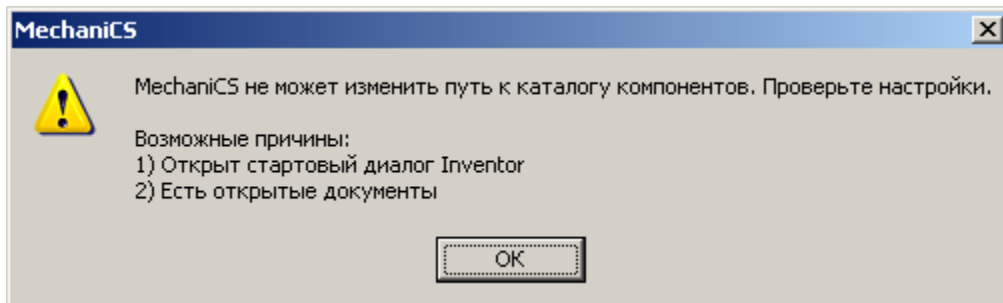 MechaniCS
MechaniCS не может изменить путь к каталогу компонентов. Проверьте настройки.
Возможные причины:
1) Открыт стартовый диалог Inventor
2) Есть открытые документы
ОК